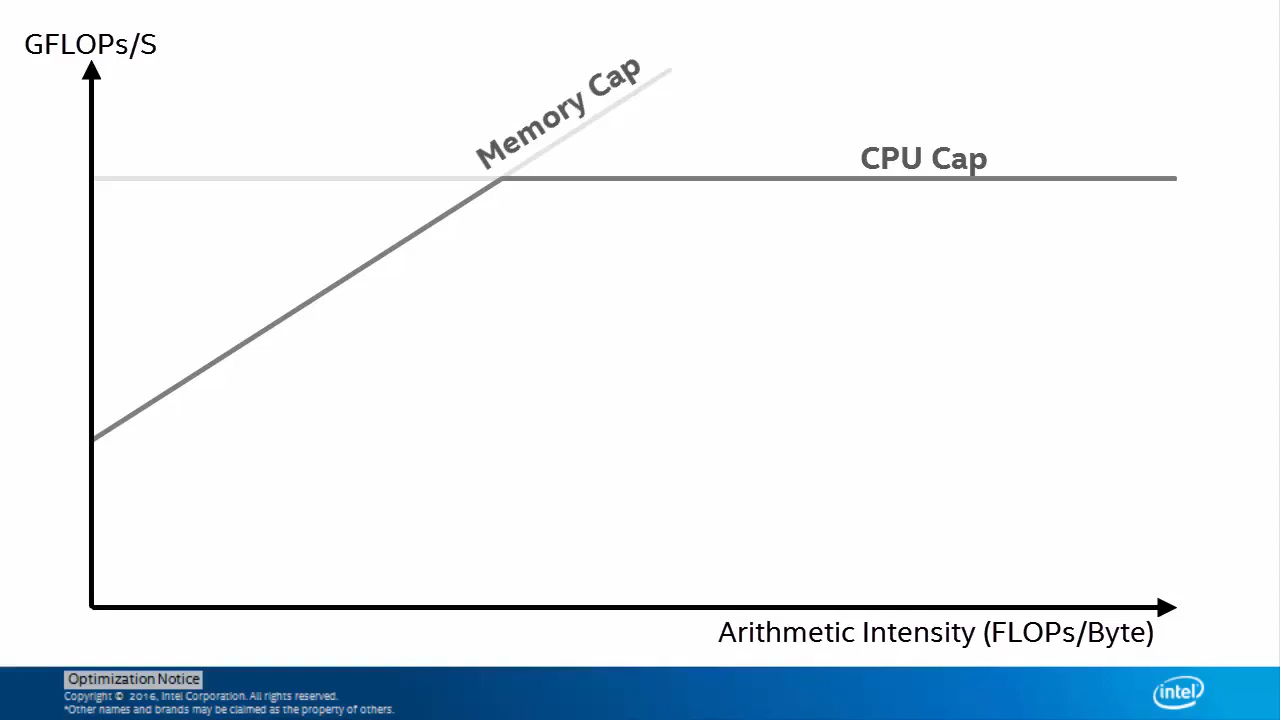 GFLOPs/S
Memory Cap
CPU Cap
Arithmetic Intensity (FLOPs/Byte)
Optimization Notice
Copyright © 2016, Intel Corporation. All rights reserved.
*Other names and brands may be claimed as the property of others.
intel